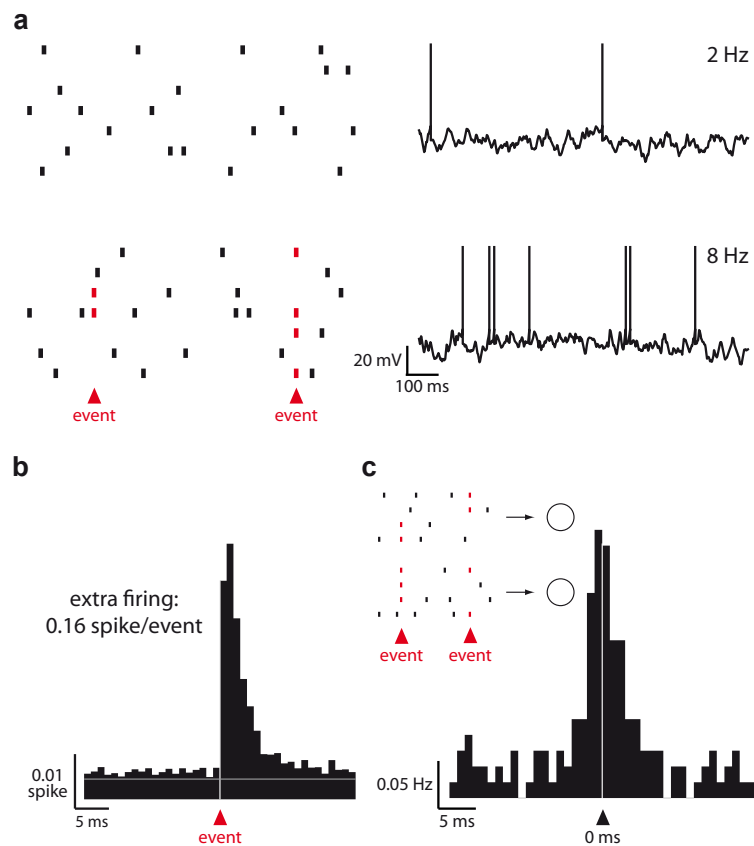 a
2 Hz
8 Hz
20 mV
100 ms
event event
b
extra firing:
0.16 spike/event
0.01
spike
5 ms
event
c
event event
0.05 Hz
5 ms
0 ms